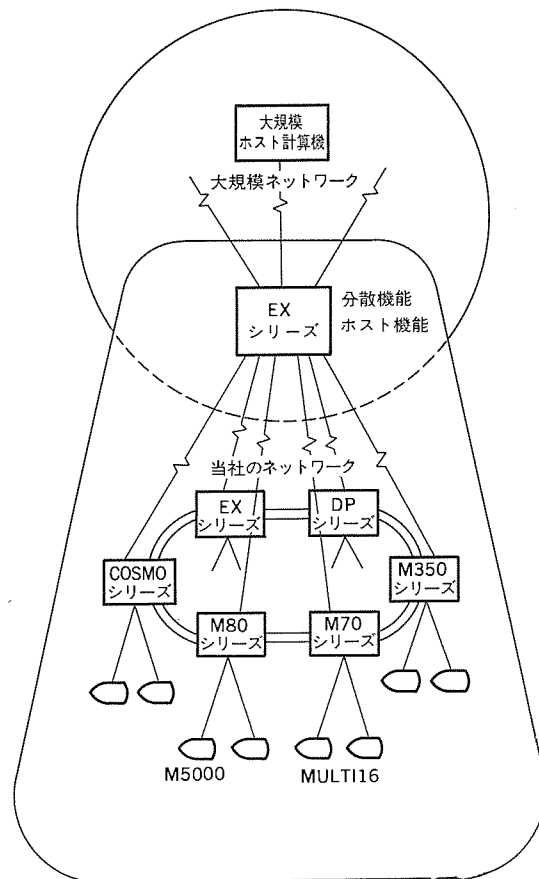 大規模
ホスト計算機
大規模ネットワーク
EX
シリーズ
分散機能
ホスト機能
当社のネットワーク
EX
シリーズ
DP
シリーズ
COSMO
シリーズ
M350
シリーズ
M80
シリーズ
M70
シリーズ
M5000
MULTI16